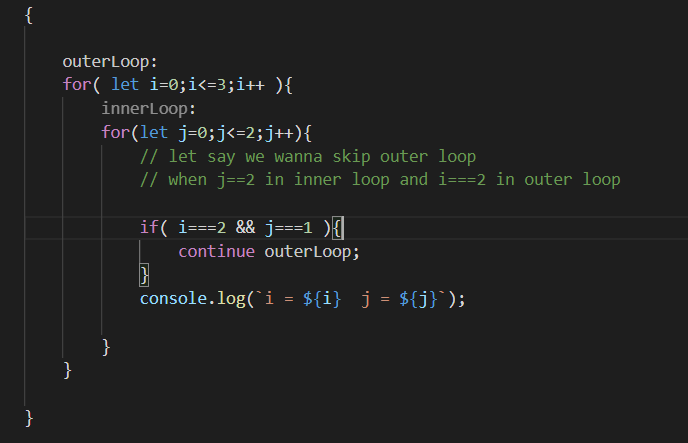 {
outerLoop:
for( let i=0;i<=3;i++ ){
innerLoop:
for(let j=0;j<=2;j++){
// let say we wanna skip outer loop
// when j==2 in inner loop and i===2 in outer loop
if( i===2 && j===1 ){
continue outerLoop;
}
console.log(`i = ${i}  j = ${j}`);
}
}
}